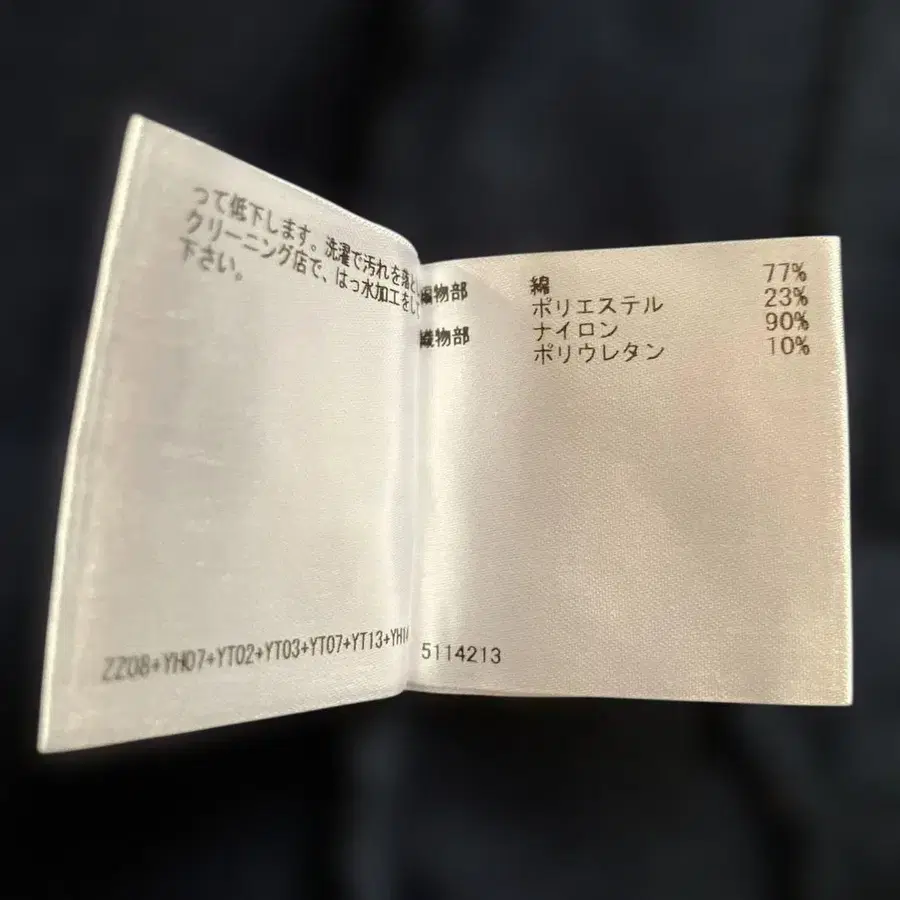 って低下します。洗濯で汚れを落とし
クリーニング店で、はっ水加工をして
下さい。
ZZ08+YH07+YT02+YT03+YT07+YT13+YH14
編物部 綿 77%
ポリエステル 23%
織物部 ナイロン 90%
ポリウレタン 10%
5114213